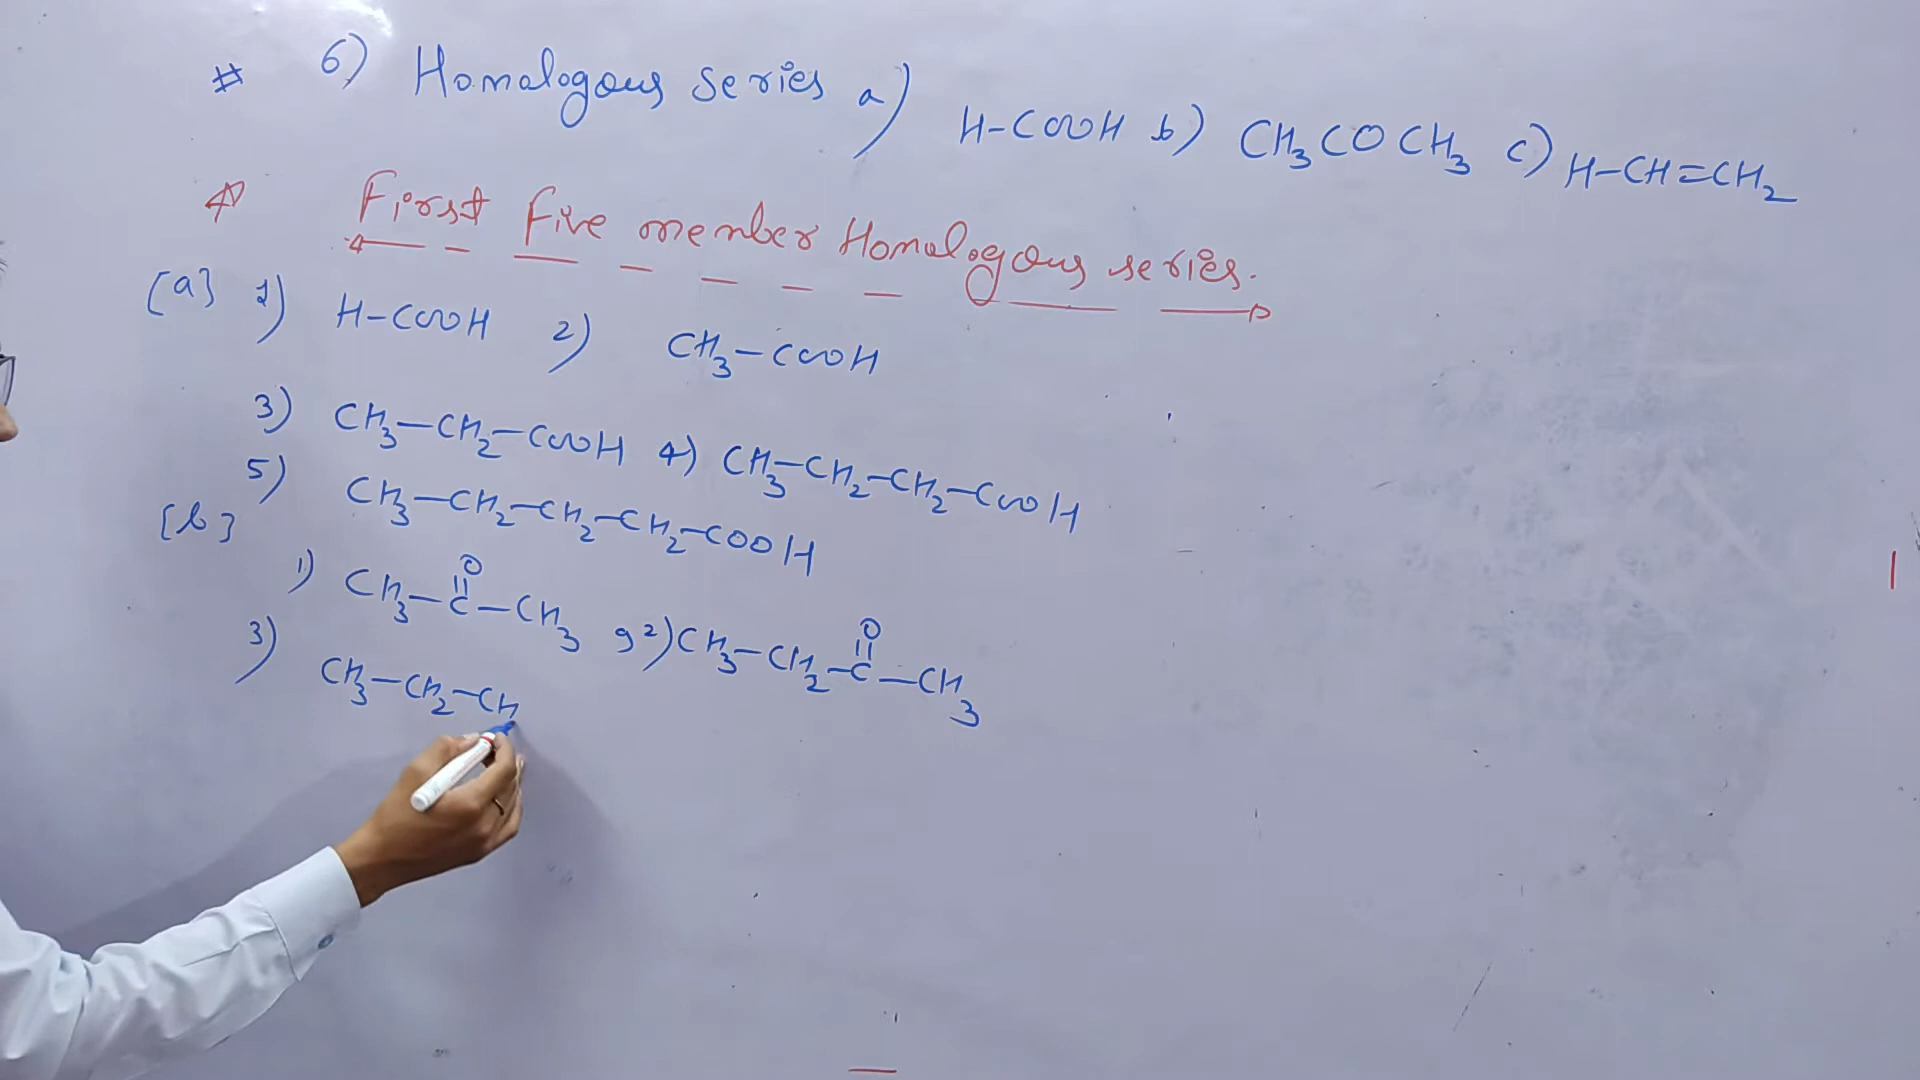 # 6) Homologous series a) H-COOH b) CH₃COCH₃ c) H-CH=CH₂
First five member Homologous series.
[a] 1) H-COOH 2) CH₃-COOH
3) CH₃-CH₂-COOH 4) CH₃-CH₂-CH₂-COOH
5) CH₃-CH₂-CH₂-CH₂-COOH
[b]
O
1) CH₃-C-CH₃ , 2) CH₃-CH₂-C-CH₃
O
3) CH₃-CH₂-CH